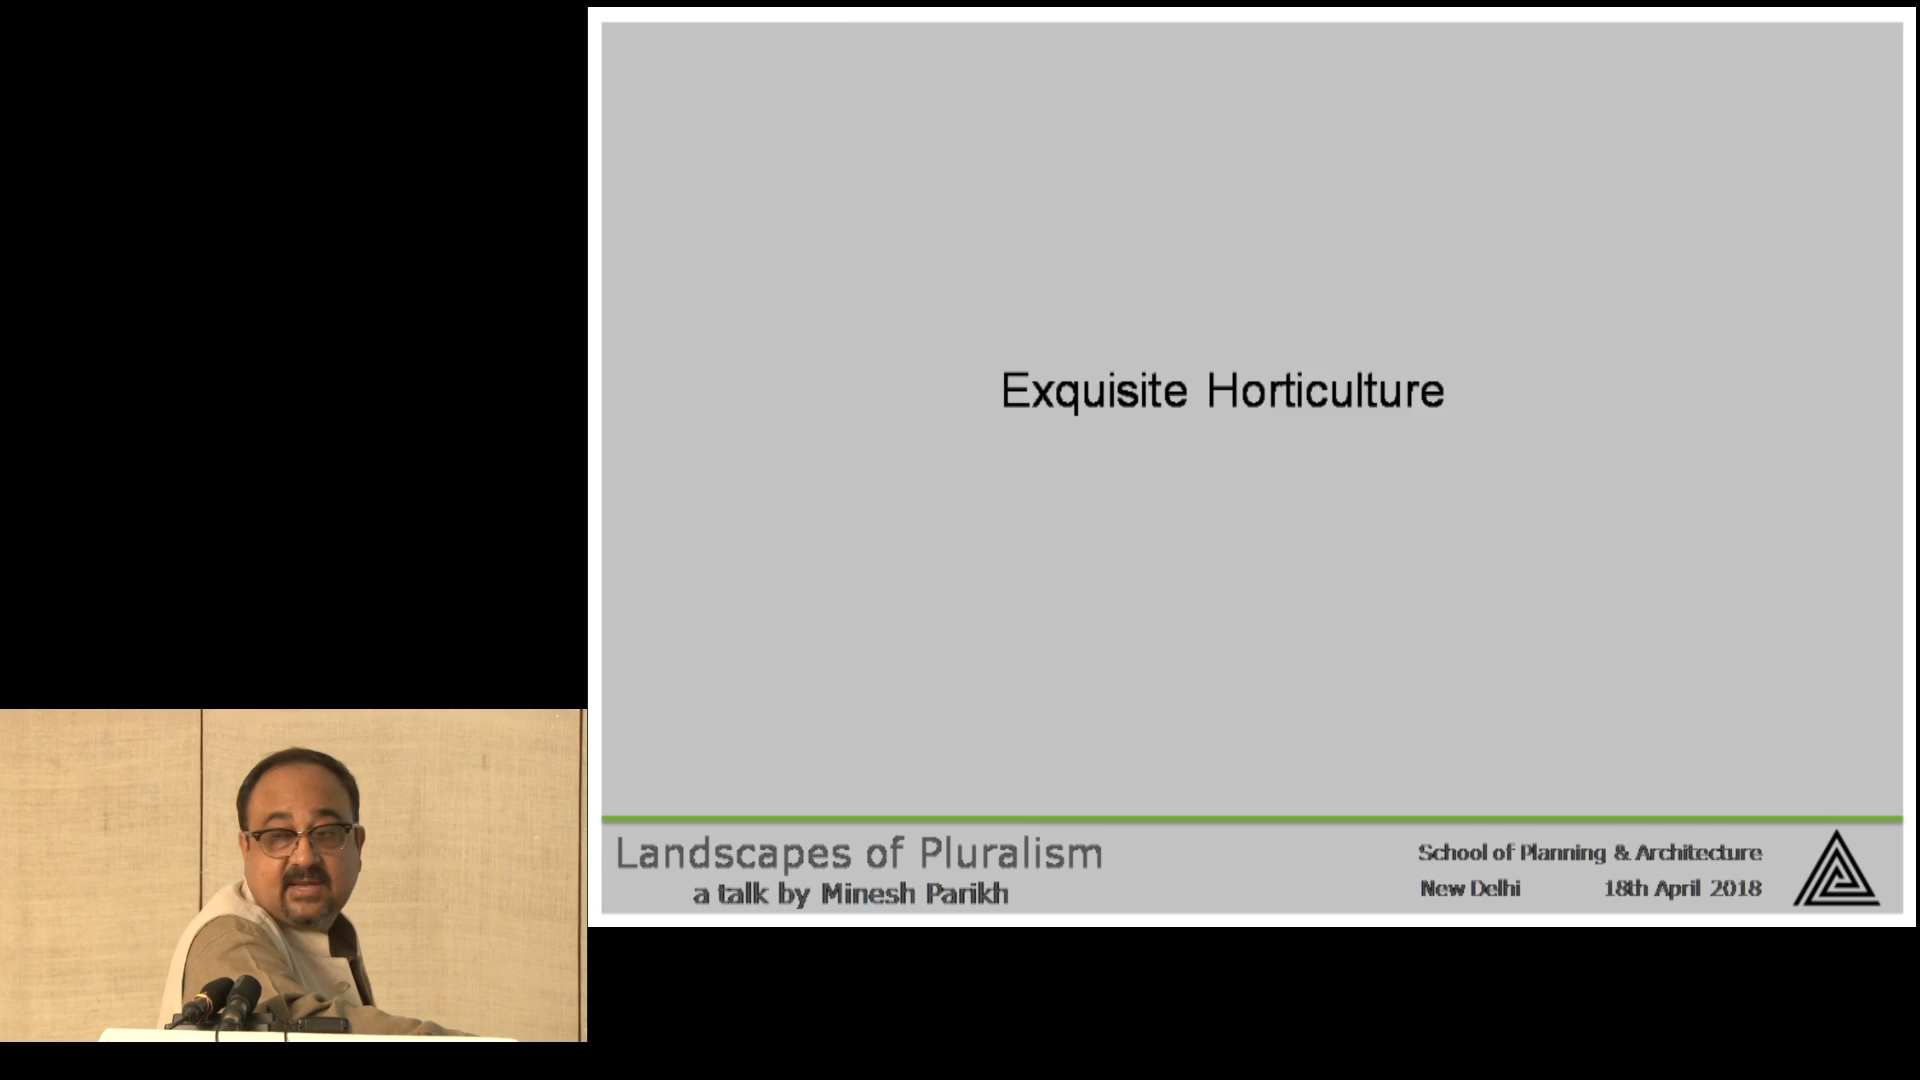 Exquisite Horticulture
Landscapes of Pluralism
a talk by Minesh Parikh
School of Planning & Architecture
New Delhi 18th April 2018